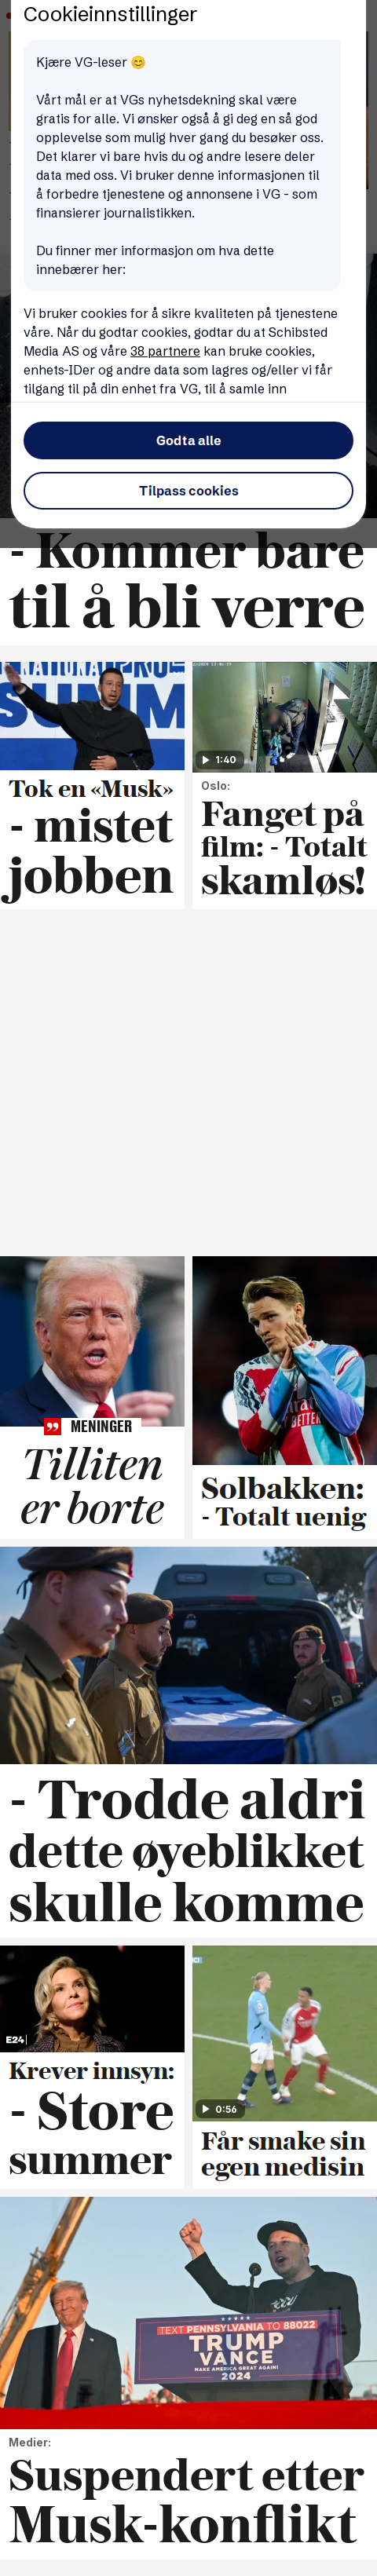 Cookieinnstillinger
Kjære VG-leser 😊
Vårt mål er at VGs nyhetsdekning skal være
gratis for alle. Vi ønsker også å gi deg en så god
opplevelse som mulig hver gang du besøker oss.
Det klarer vi bare hvis du og andre lesere deler
data med oss. Vi bruker denne informasjonen til
å forbedre tjenestene og annonsene i VG - som
finansierer journalistikken.
Du finner mer informasjon om hva dette
innebærer her:
Vi bruker cookies for å sikre kvaliteten på tjenestene
våre. Når du godtar cookies, godtar du at Schibsted
Media AS og våre 38 partnere kan bruke cookies,
enhets-IDer og andre data som lagres og/eller vi får
tilgang til på din enhet fra VG, til å samle inn
Godta alle
Tilpass cookies
- Kommer bare
til å bli verre
NATIONAL PRO
SUMM
1:40
Tok en «Musk»
- mistet
jobben
Oslo:
Fanget på
film: - Totalt
skamløs!
BETTER
MENINGER
Tilliten
er borte
Solbakken:
- Totalt uenig
- Trodde aldri
dette øyeblikket
skulle komme
E24
0:56
Krever innsyn:
- Store
summer
Får smake sin
egen medisin
TEXT PENNSYLVANIA TO 88022
TRUMP
VANCE
MAKE AMERICA GREAT AGAIN!
2024
Medier:
Suspendert etter
Musk-konflikt